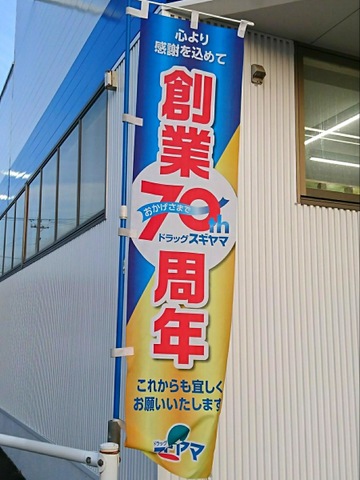 心より
感謝を込めて
創業
おかげさまで
70th
ドラッグスギヤマ
周年
これからも宜しく
お願いいたします
ドラッグ
ヤマ